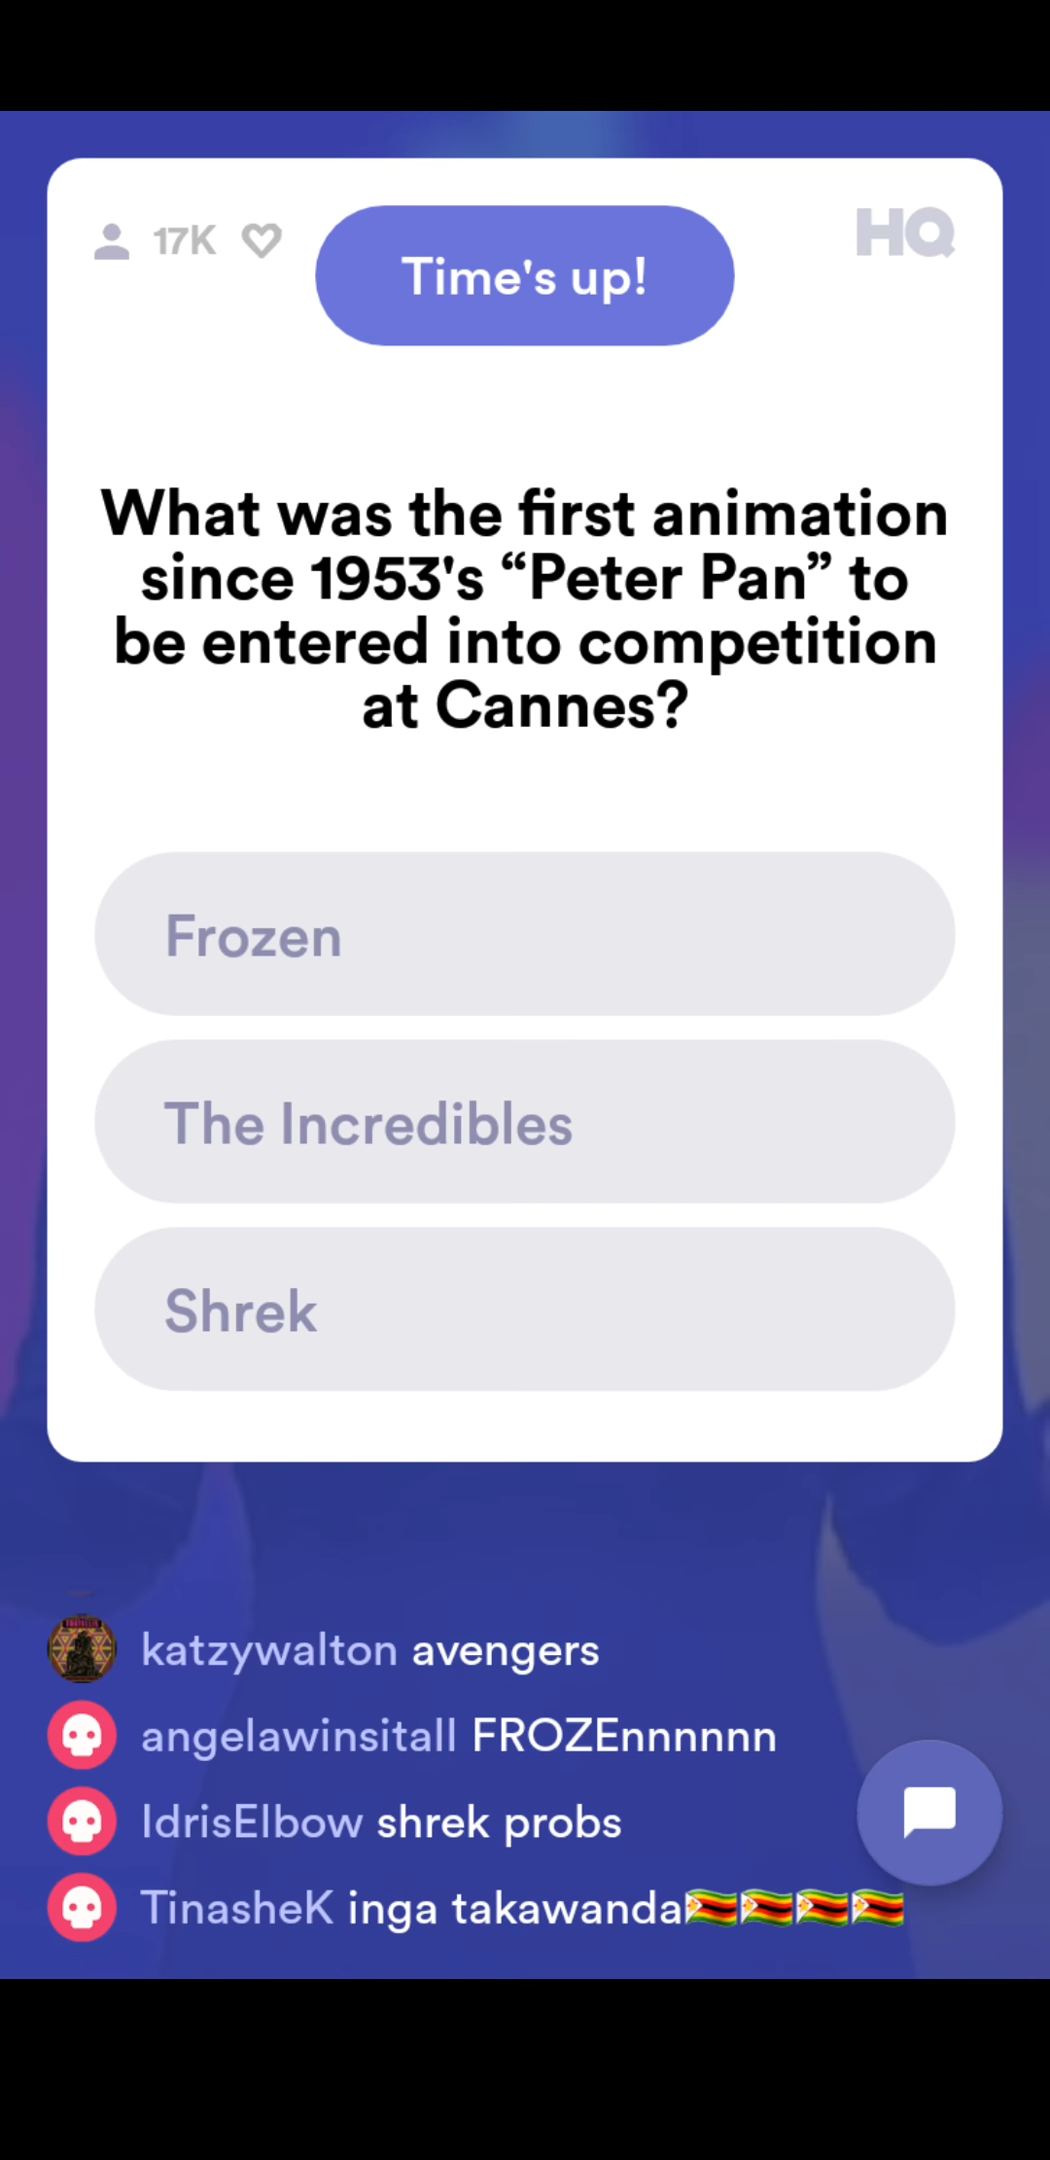 17K
Time's up!
HQ
What was the first animation
since 1953's “Peter Pan” to
be entered into competition
at Cannes?
Frozen
The Incredibles
Shrek
katzywalton avengers
angelawinsitall FROZEnnnnnn
IdrisElbow shrek probs
TinasheK inga takawanda🇿🇼🇿🇼🇿🇼🇿🇼